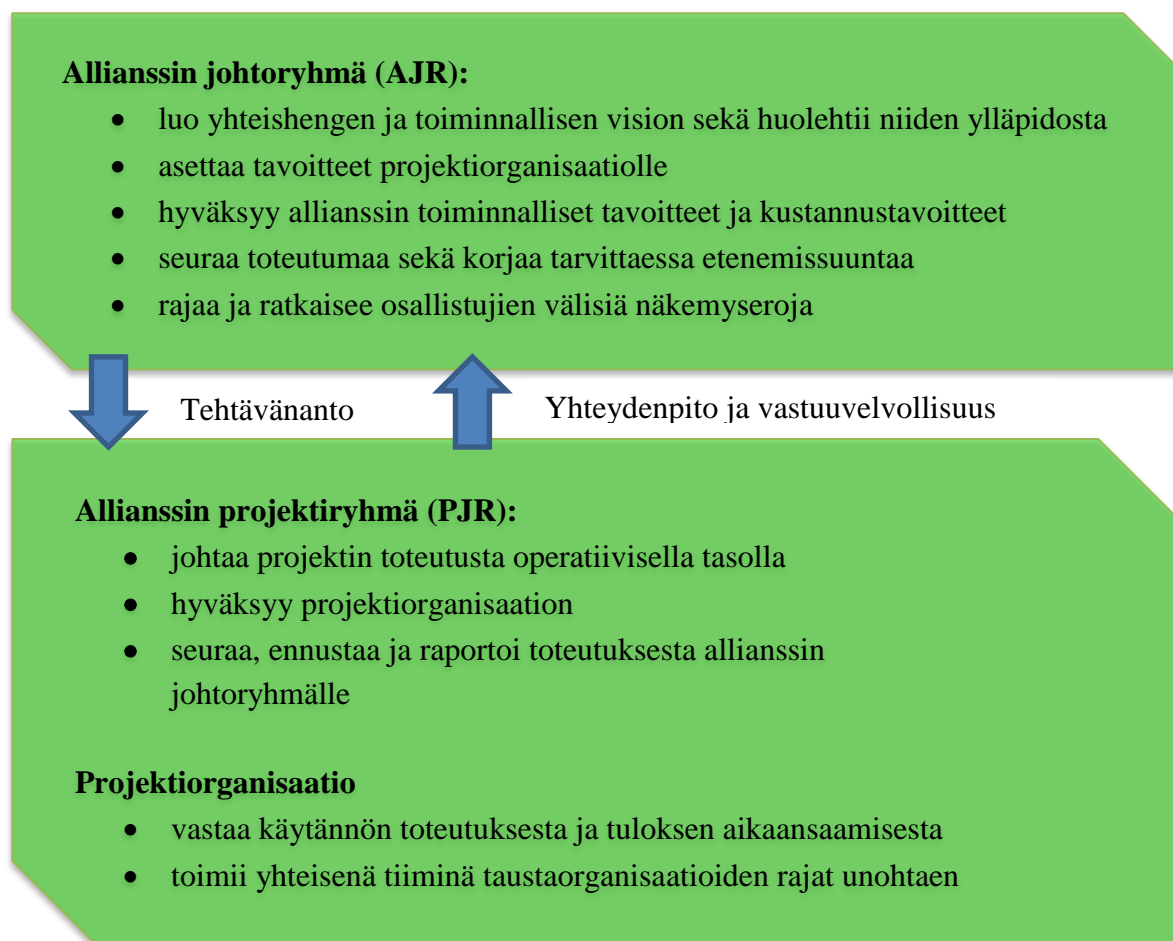 Allianssin johtoryhmä (AJR):
• luo yhteishengen ja toiminnallisen vision sekä huolehtii niiden ylläpidosta
• asettaa tavoitteet projektiorganisaatiolle
• hyväksyy allianssin toiminnalliset tavoitteet ja kustannustavoitteet
• seuraa toteutumaa sekä korjaa tarvittaessa etenemissuuntaa
• rajaa ja ratkaisee osallistujien välisiä näkemyseroja
Tehtävänanto
Yhteydenpito ja vastuuvelvollisuus
Allianssin projektiryhmä (PJR):
• johtaa projektin toteutusta operatiivisella tasolla
• hyväksyy projektiorganisaation
• seuraa, ennustaa ja raportoi toteutuksesta allianssin
johtoryhmälle
Projektiorganisaatio
• vastaa käytännön toteutuksesta ja tuloksen aikaansaamisesta
• toimii yhteisenä tiiminä taustaorganisaatioiden rajat unohtaen